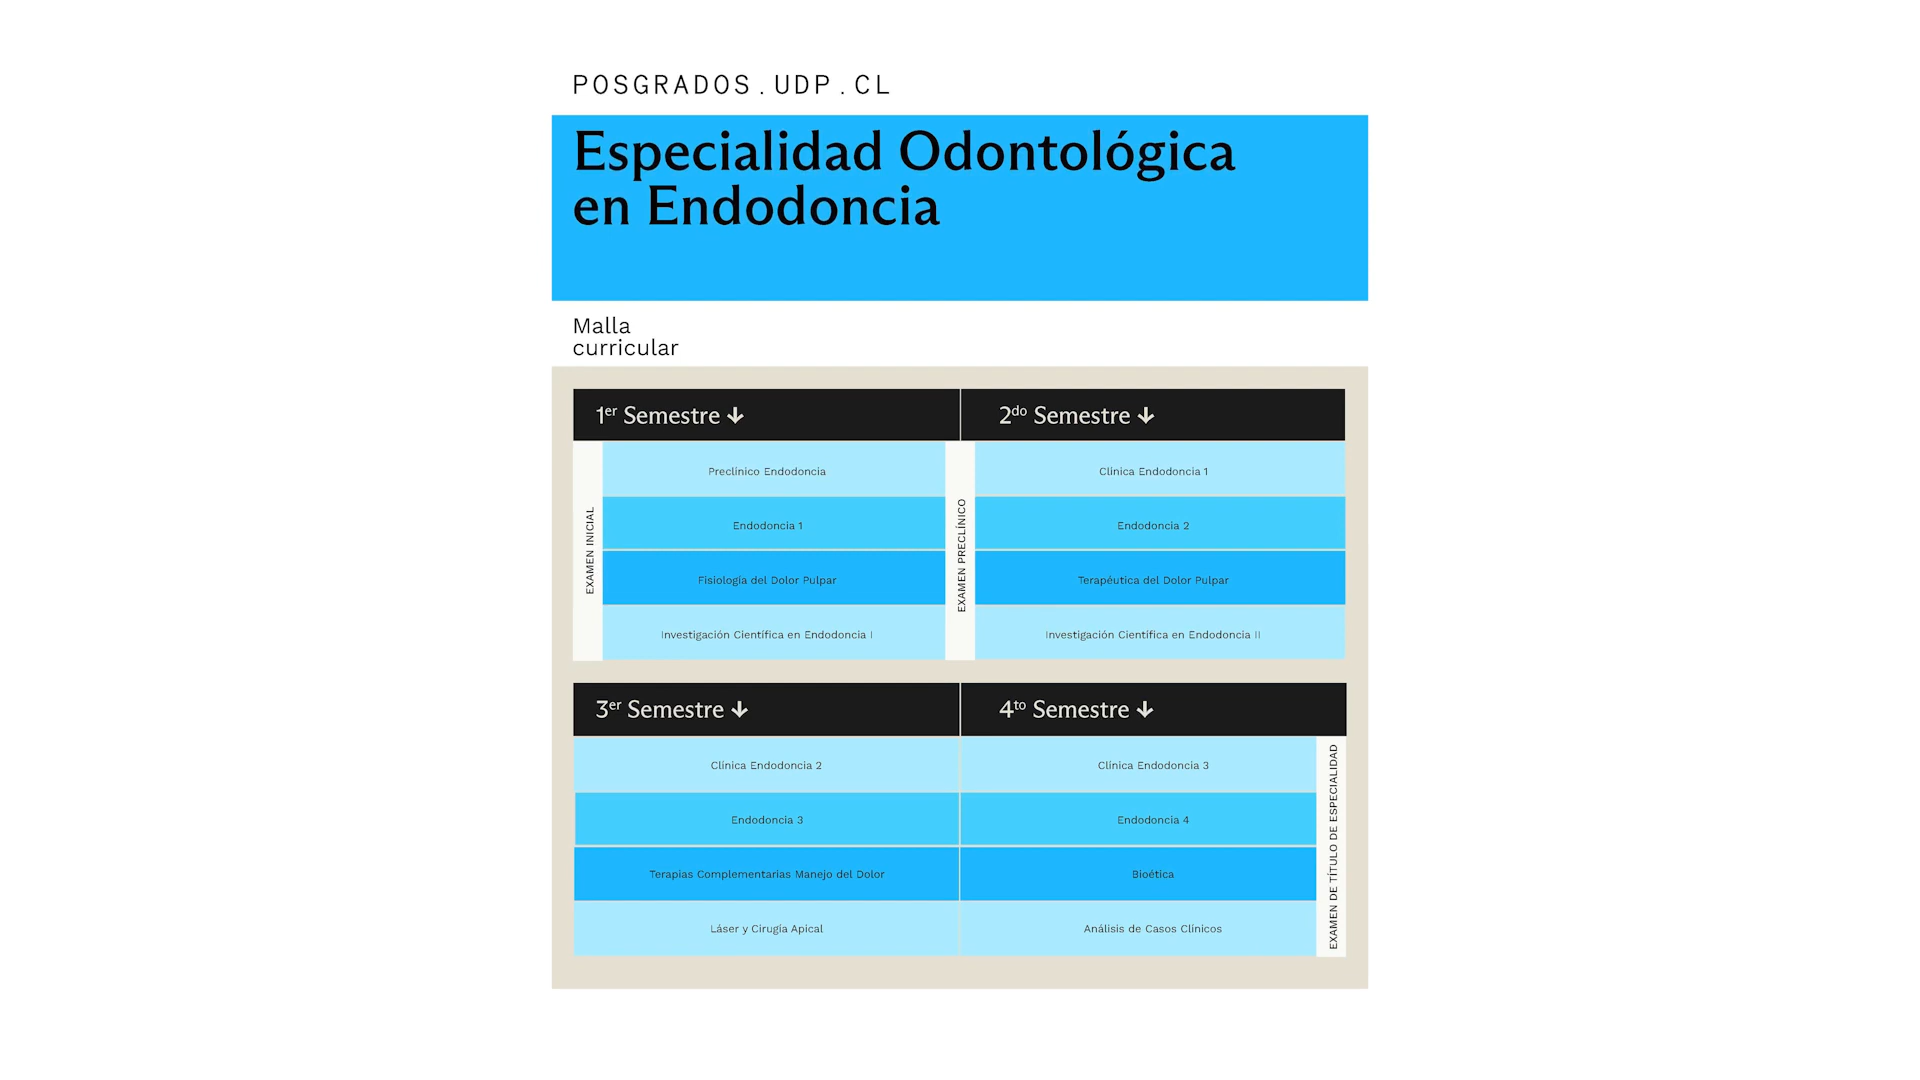 POSGRADOS.UDP.CL
Especialidad Odontológica
en Endodoncia
Malla
curricular
1er Semestre ↓
2do Semestre ↓
EXAMEN INICIAL
Preclínico Endodoncia
Endodoncia 1
Fisiología del Dolor Pulpar
Investigación Científica en Endodoncia I
EXAMEN PRECLÍNICO
Clínica Endodoncia 1
Endodoncia 2
Terapéutica del Dolor Pulpar
Investigación Científica en Endodoncia II
3er Semestre ↓
4to Semestre ↓
Clínica Endodoncia 2
Endodoncia 3
Terapias Complementarias Manejo del Dolor
Láser y Cirugía Apical
Clínica Endodoncia 3
Endodoncia 4
Bioética
Análisis de Casos Clínicos
EXAMEN DE TÍTULO DE ESPECIALIDAD